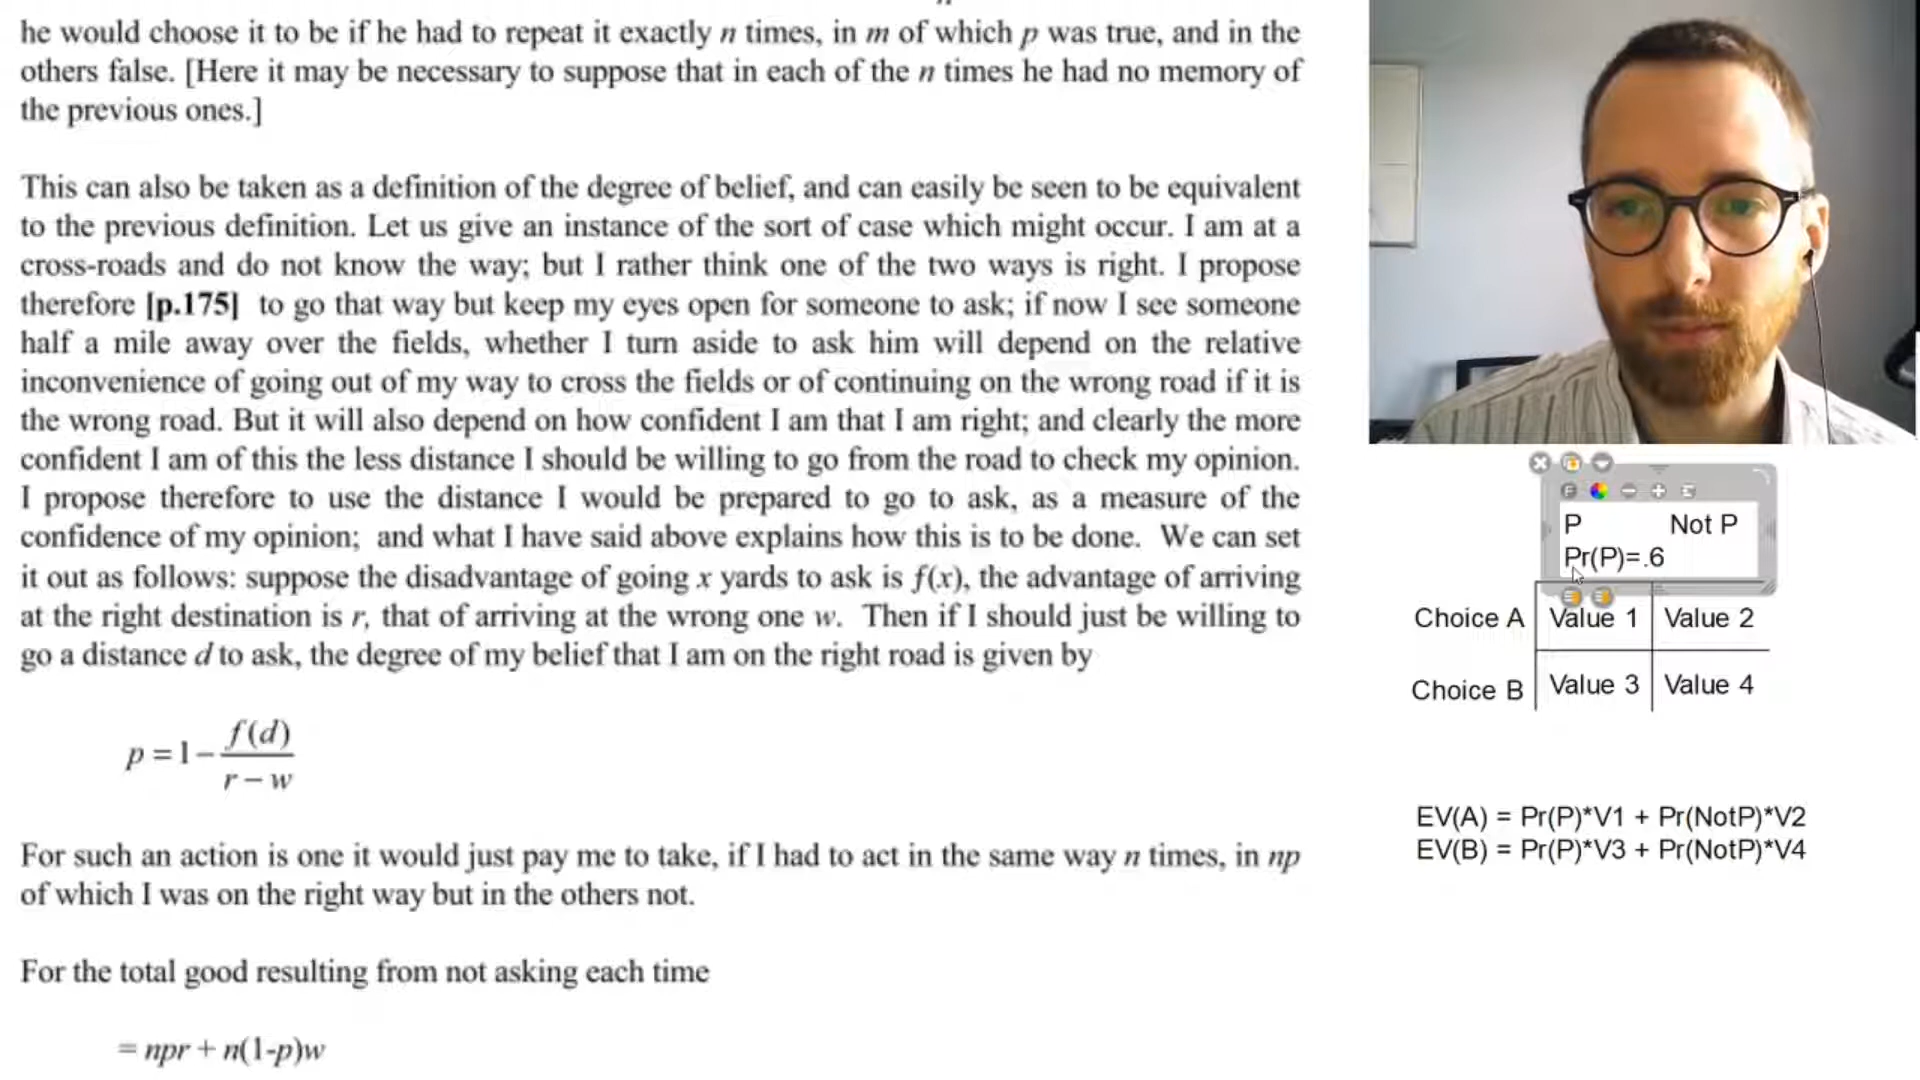 he would choose it to be if he had to repeat it exactly n times, in m of which p was true, and in the
others false. [Here it may be necessary to suppose that in each of the n times he had no memory of
the previous ones.]
This can also be taken as a definition of the degree of belief, and can easily be seen to be equivalent
to the previous definition. Let us give an instance of the sort of case which might occur. I am at a
cross-roads and do not know the way; but I rather think one of the two ways is right. I propose
therefore [p.175] to go that way but keep my eyes open for someone to ask; if now I see someone
half a mile away over the fields, whether I turn aside to ask him will depend on the relative
inconvenience of going out of my way to cross the fields or of continuing on the wrong road if it is
the wrong road. But it will also depend on how confident I am that I am right; and clearly the more
confident I am of this the less distance I should be willing to go from the road to check my opinion.
I propose therefore to use the distance I would be prepared to go to ask, as a measure of the
confidence of my opinion; and what I have said above explains how this is to be done. We can set
it out as follows: suppose the disadvantage of going x yards to ask is f(x), the advantage of arriving
at the right destination is r, that of arriving at the wrong one w. Then if I should just be willing to
go a distance d to ask, the degree of my belief that I am on the right road is given by
p = 1 - f(d) / r - w
For such an action is one it would just pay me to take, if I had to act in the same way n times, in np
of which I was on the right way but in the others not.
For the total good resulting from not asking each time
= npr + n(1-p)w
P Not P
Pr(P)=.6
Choice A Value 1 Value 2
Choice B Value 3 Value 4
EV(A) = Pr(P)*V1 + Pr(NotP)*V2
EV(B) = Pr(P)*V3 + Pr(NotP)*V4